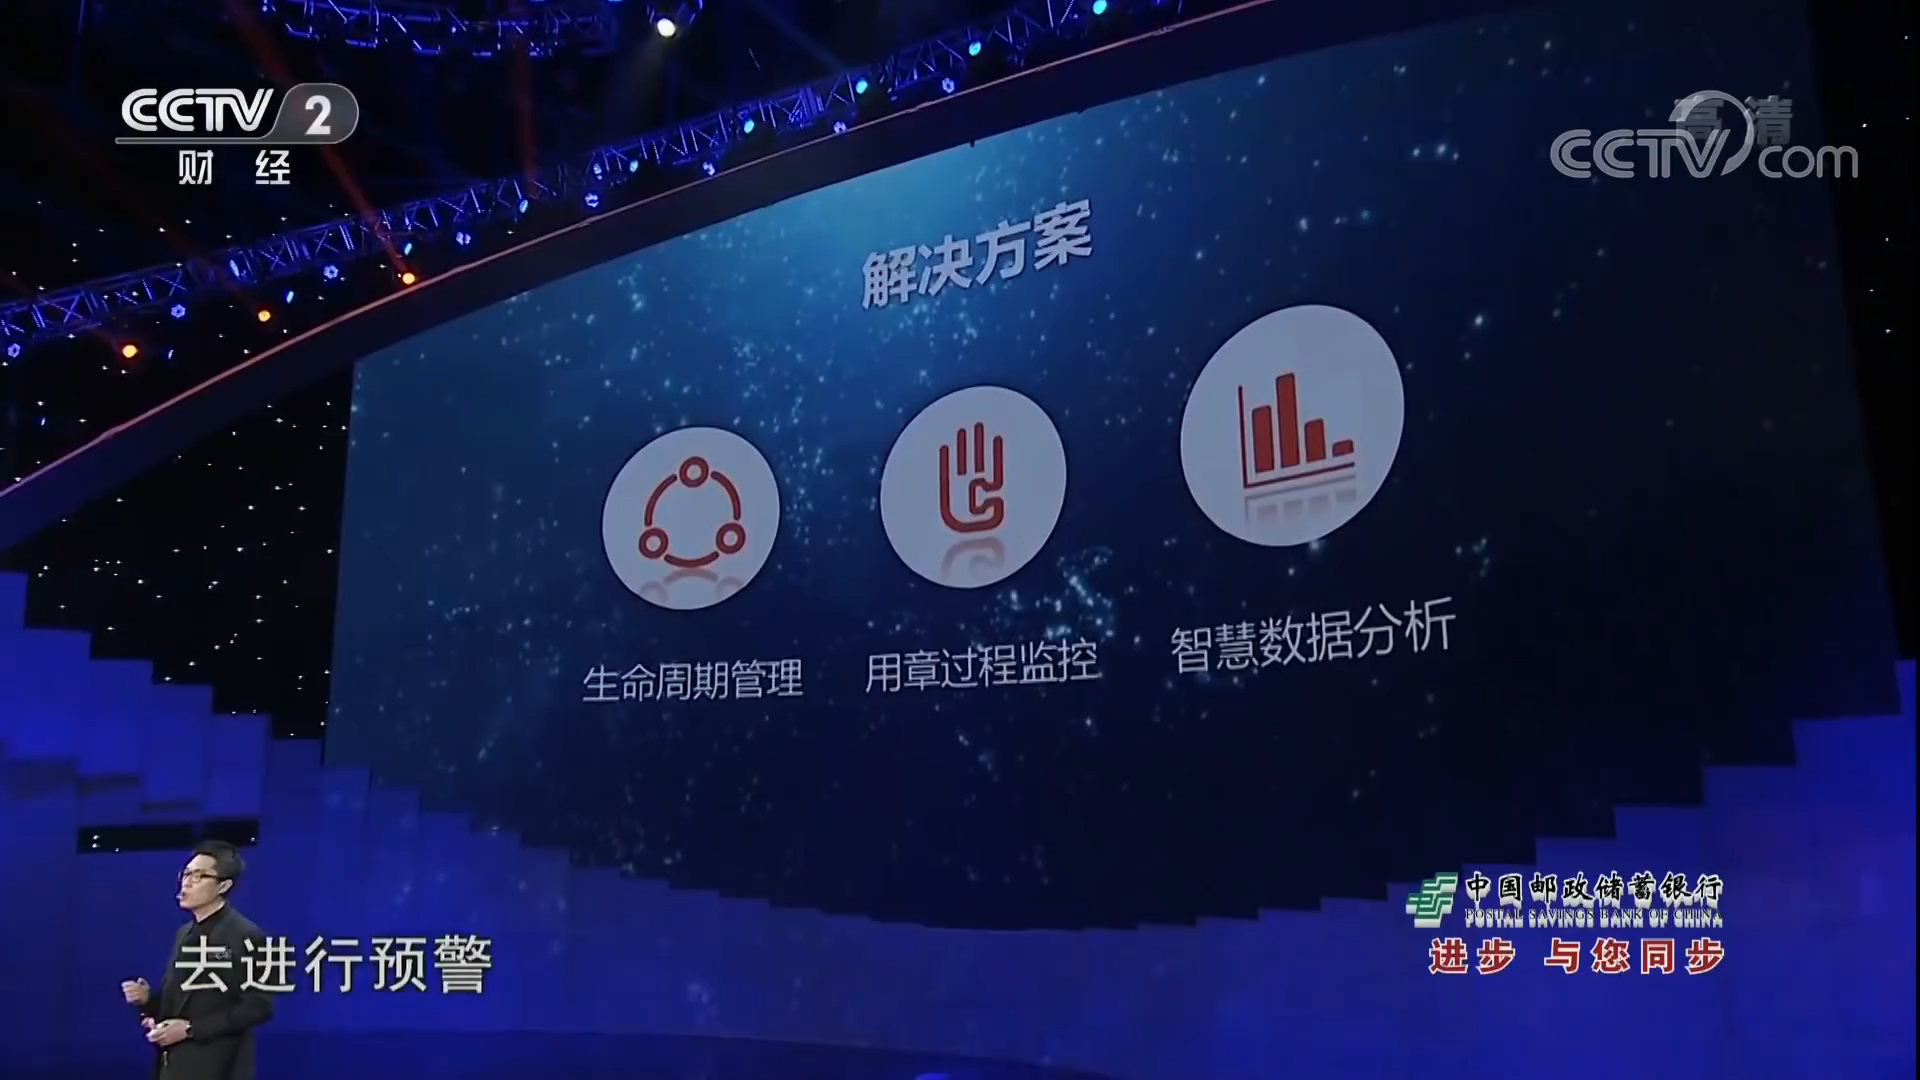 CCTV 2
财 经
高清
CCTV com
解决方案
生命周期管理
用章过程监控
智慧数据分析
中国邮政储蓄银行
POSTAL SAVINGS BANK OF CHINA
进步 与您同步
去进行预警